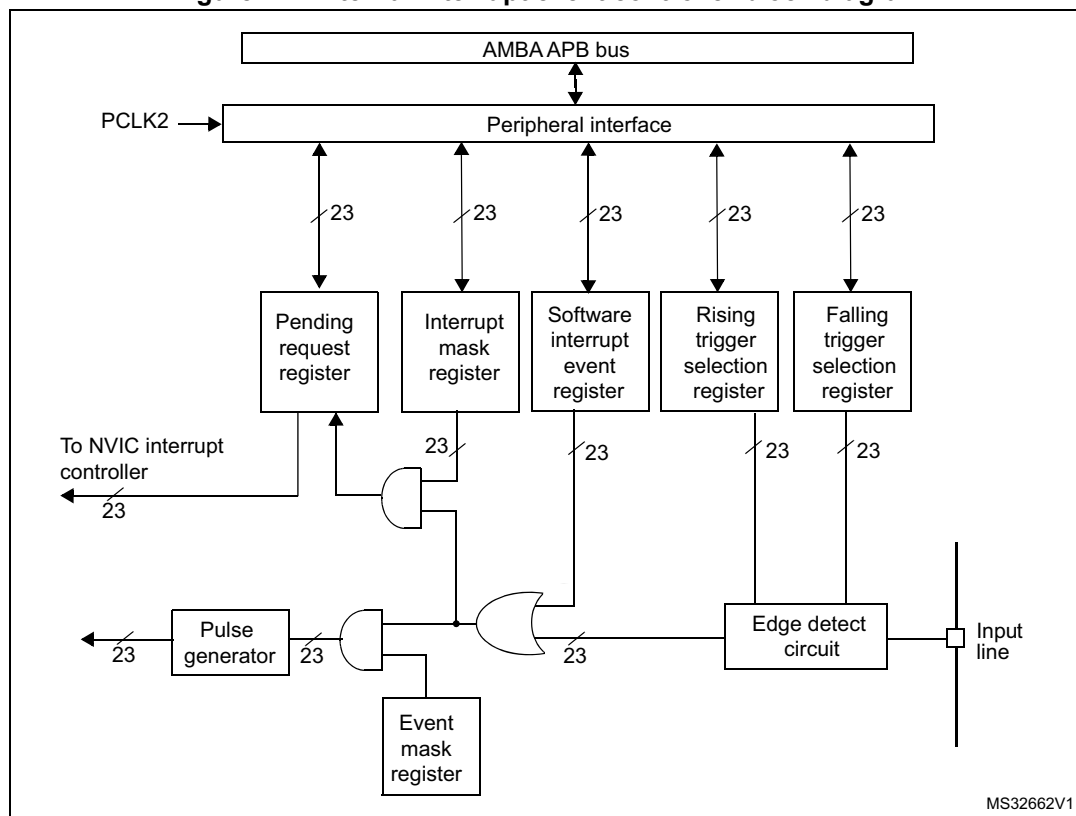 AMBA APB bus
PCLK2
Peripheral interface
23
23
23
23
23
Pending
request
register
Interrupt
mask
register
Software
interrupt
event
register
Rising
trigger
selection
register
Falling
trigger
selection
register
To NVIC interrupt
controller
23
23
23
23
23
Pulse
generator
23
23
23
Edge detect
circuit
Input
line
Event
mask
register
MS32662V1